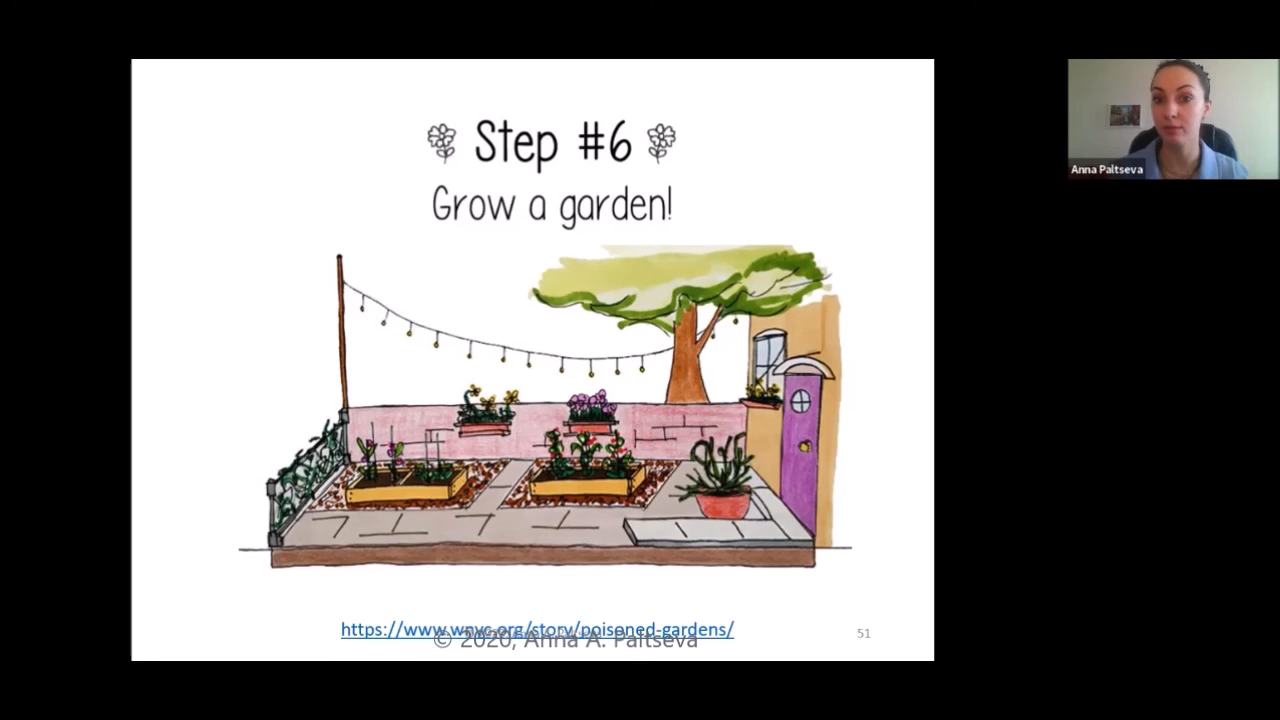 Step #6
Grow a garden!
https://www.wnyc.org/story/poisoned-gardens/
© 2020, Anna A. Paltseva
51
Anna Paltseva